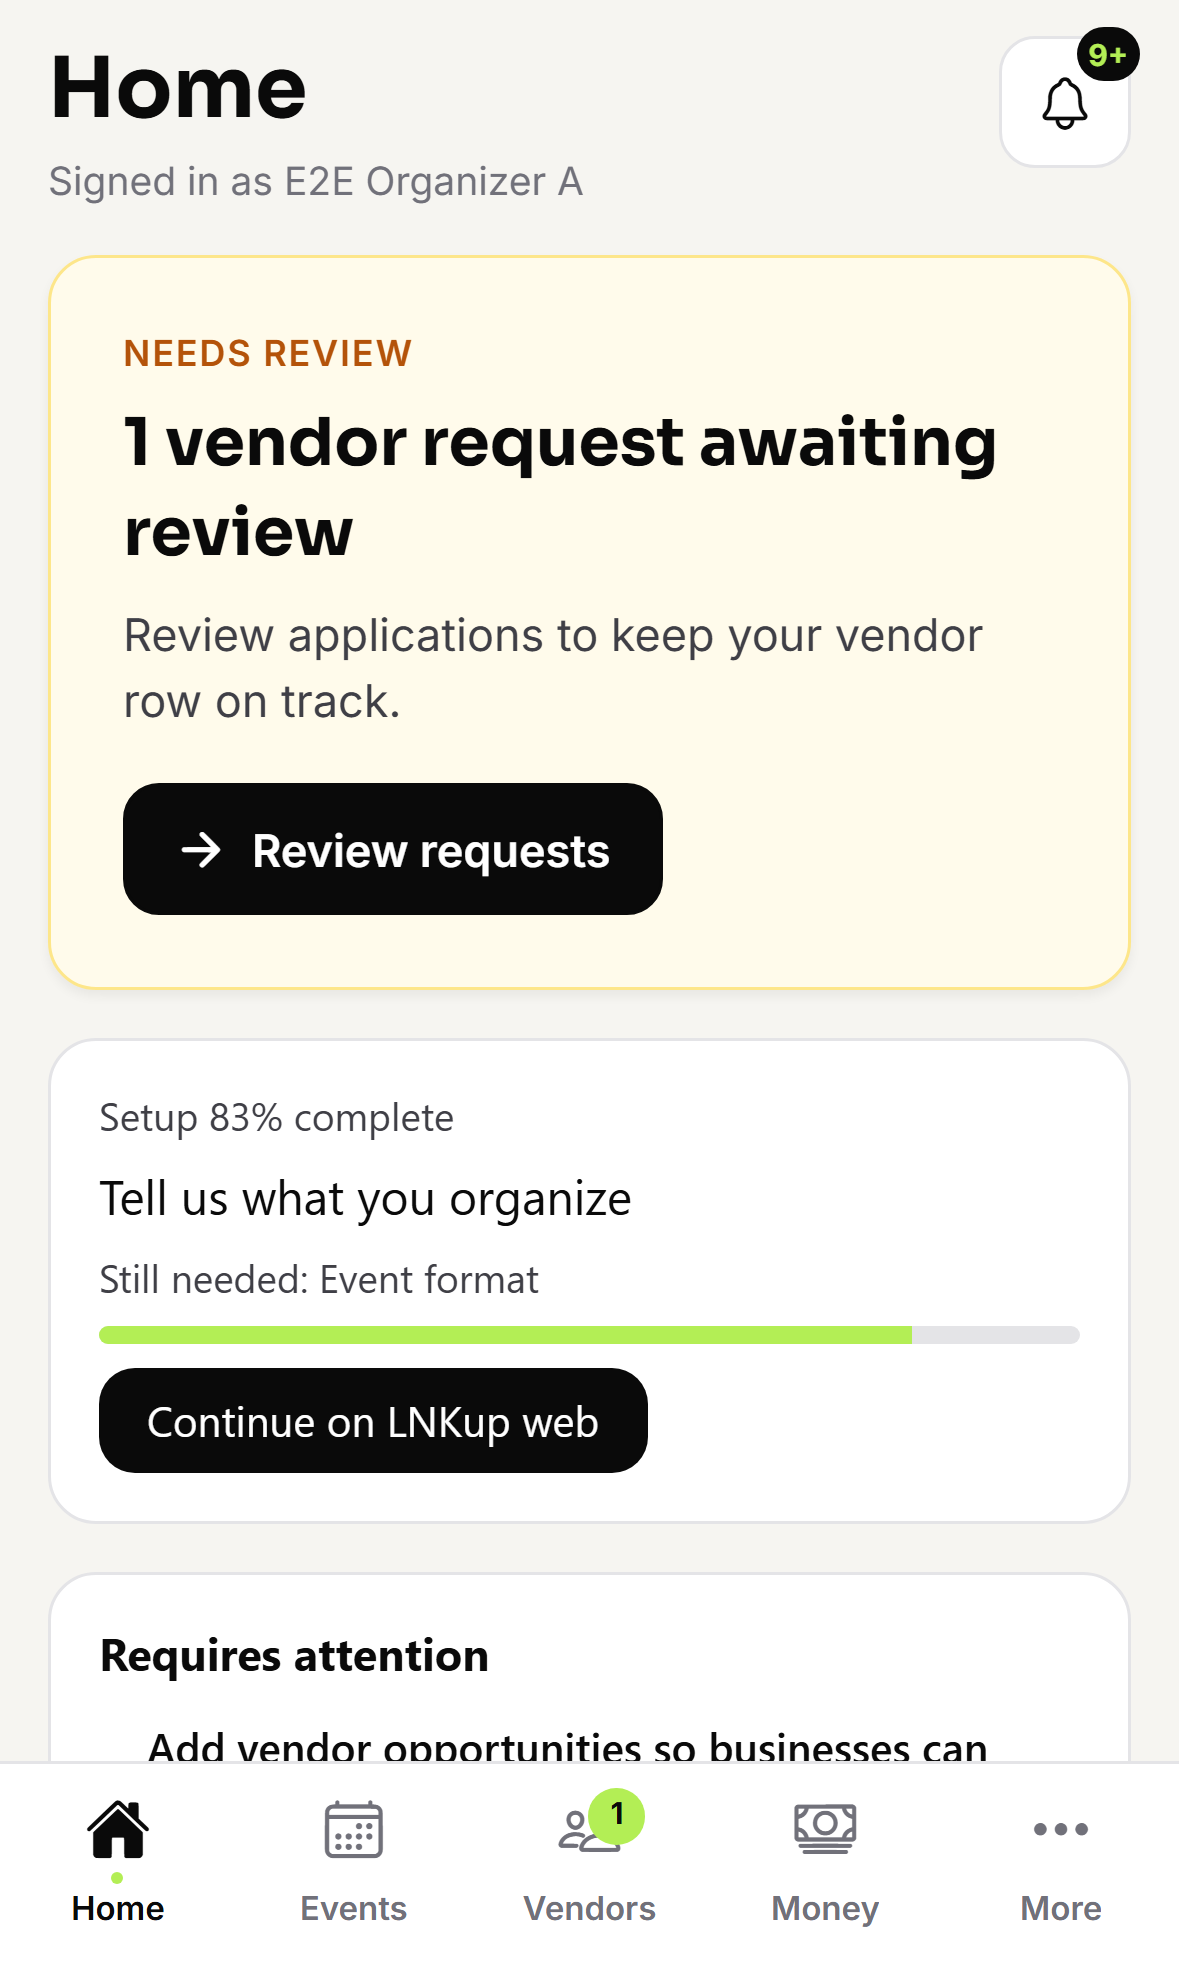 Home
9+
Signed in as E2E Organizer A
NEEDS REVIEW
1 vendor request awaiting
review
Review applications to keep your vendor
row on track.
Review requests
Setup 83% complete
Tell us what you organize
Still needed: Event format
Continue on LNKup web
Requires attention
Add vendor opportunities so businesses can
1
Home
Events
Vendors
Money
More